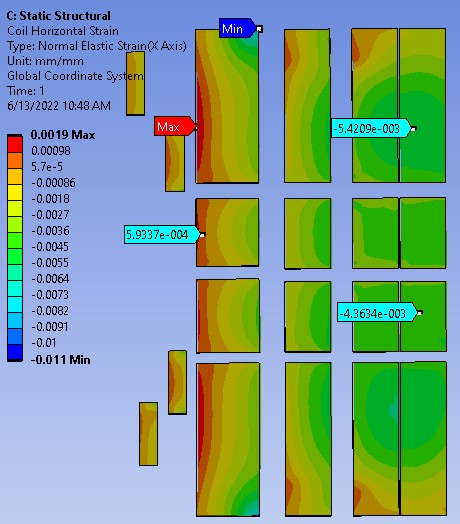 C: Static Structural
Coil Horizontal Strain
Type: Normal Elastic Strain(X Axis)
Unit: mm/mm
Global Coordinate System
Time: 1
6/13/2022 10:48 AM
0.0019 Max
0.00098
5.7e-5
-0.00086
-0.0018
-0.0027
-0.0036
-0.0045
-0.0055
-0.0064
-0.0073
-0.0082
-0.0091
-0.01
-0.011 Min
Min
Max
-5.4209e-003
5.9337e-004
-4.3634e-003